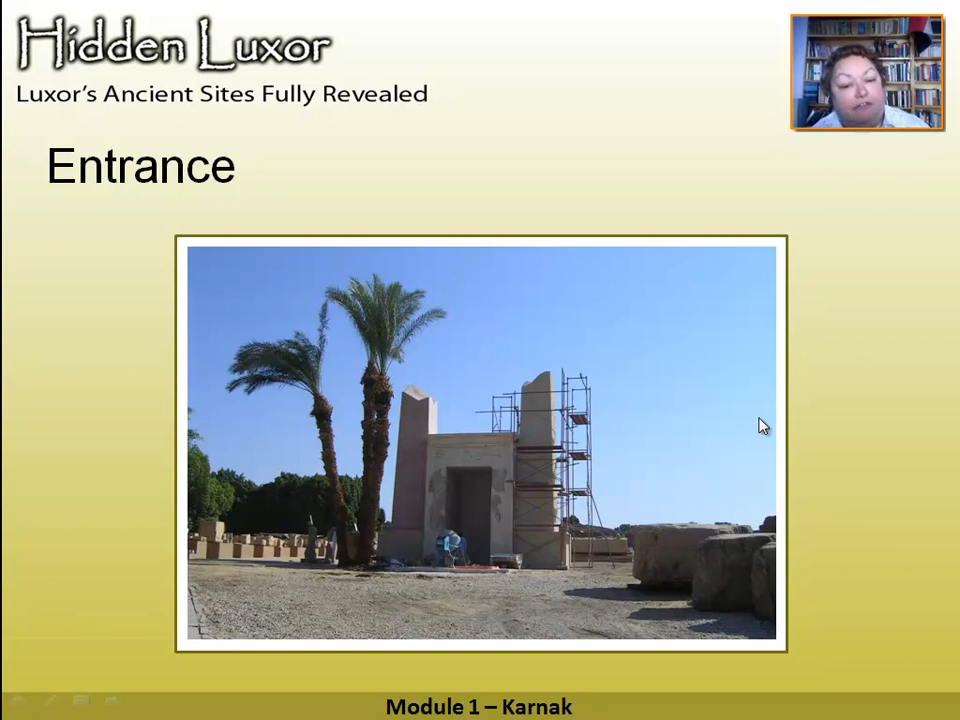 Hidden Luxor
Luxor's Ancient Sites Fully Revealed
Entrance
Module 1 – Karnak